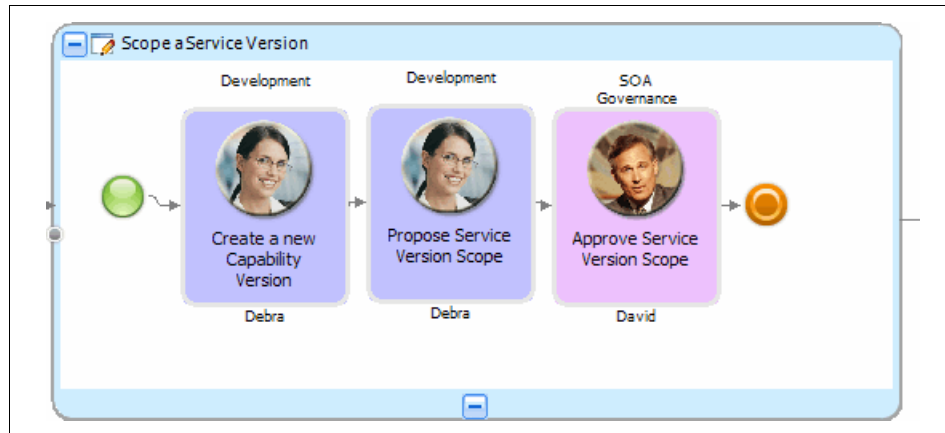 Scope a Service Version
Development
Development
SOA
Governance
Create a new
Capability
Version
Propose Service
Version Scope
Approve Service
Version Scope
Debra
Debra
David